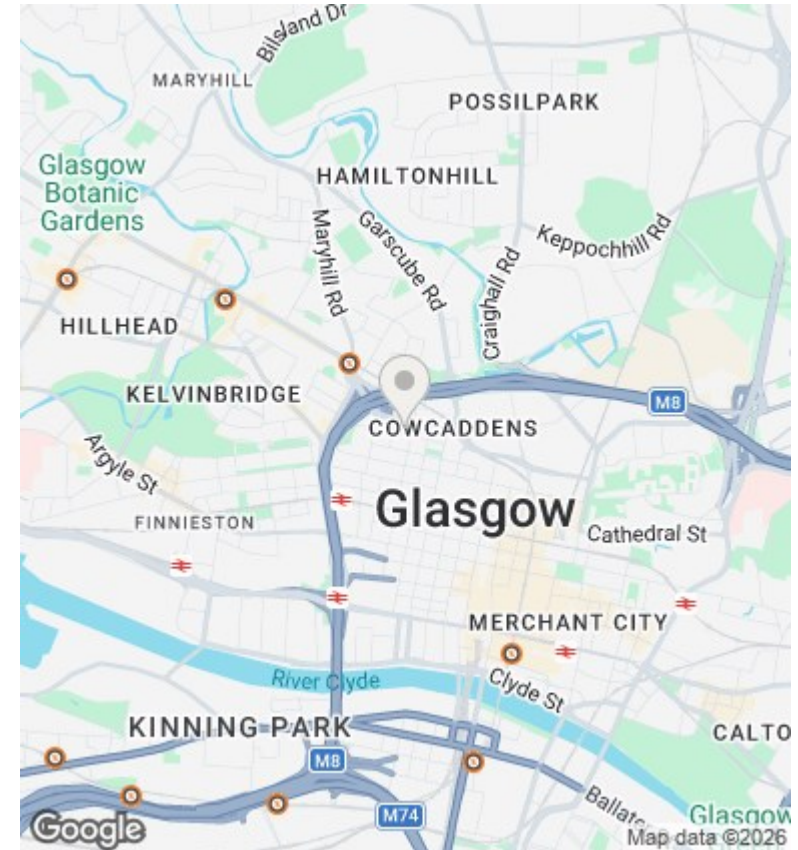 Bilsland Dr
MARYHILL
POSSILPARK
Glasgow
Botanic
Gardens
HAMILTONHILL
Maryhill Rd
Garscube Rd
Keppochhill Rd
Craighall Rd
HILLHEAD
KELVINBRIDGE
M8
COWCADDENS
Argyle St
Glasgow
FINNIESTON
Cathedral St
MERCHANT CITY
River Clyde
Clyde St
KINNING PARK
CALTO
M8
M74
Ballater
Glasgow
Google
Map data ©2026